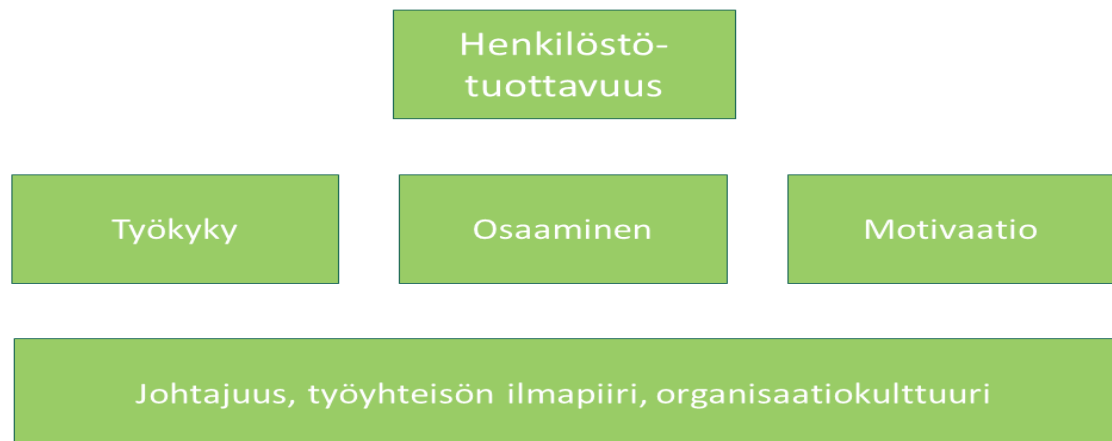 Henkilöstö-
tuottavuus
Työkyky
Osaaminen
Motivaatio
Johtajuus, työyhteisön ilmapiiri, organisaatiokulttuuri